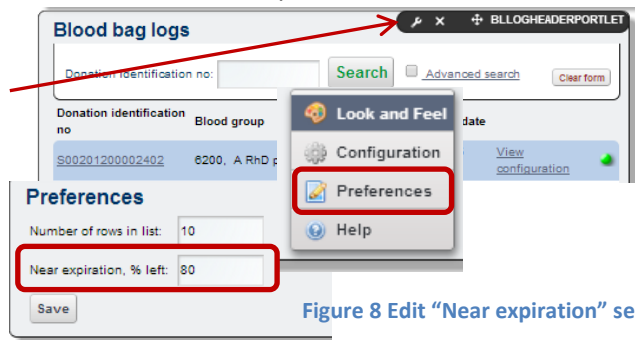 Blood bag logs
BLLOGHEADERPORTLET
Donation identification no:
Search
Advanced search
Clear form
Donation identification no
Blood group
date
S00201200002402
6200, A RhD p
View configuration
Look and Feel
Configuration
Preferences
Help
Preferences
Number of rows in list: 10
Near expiration, % left: 80
Save
Figure 8 Edit “Near expiration” se